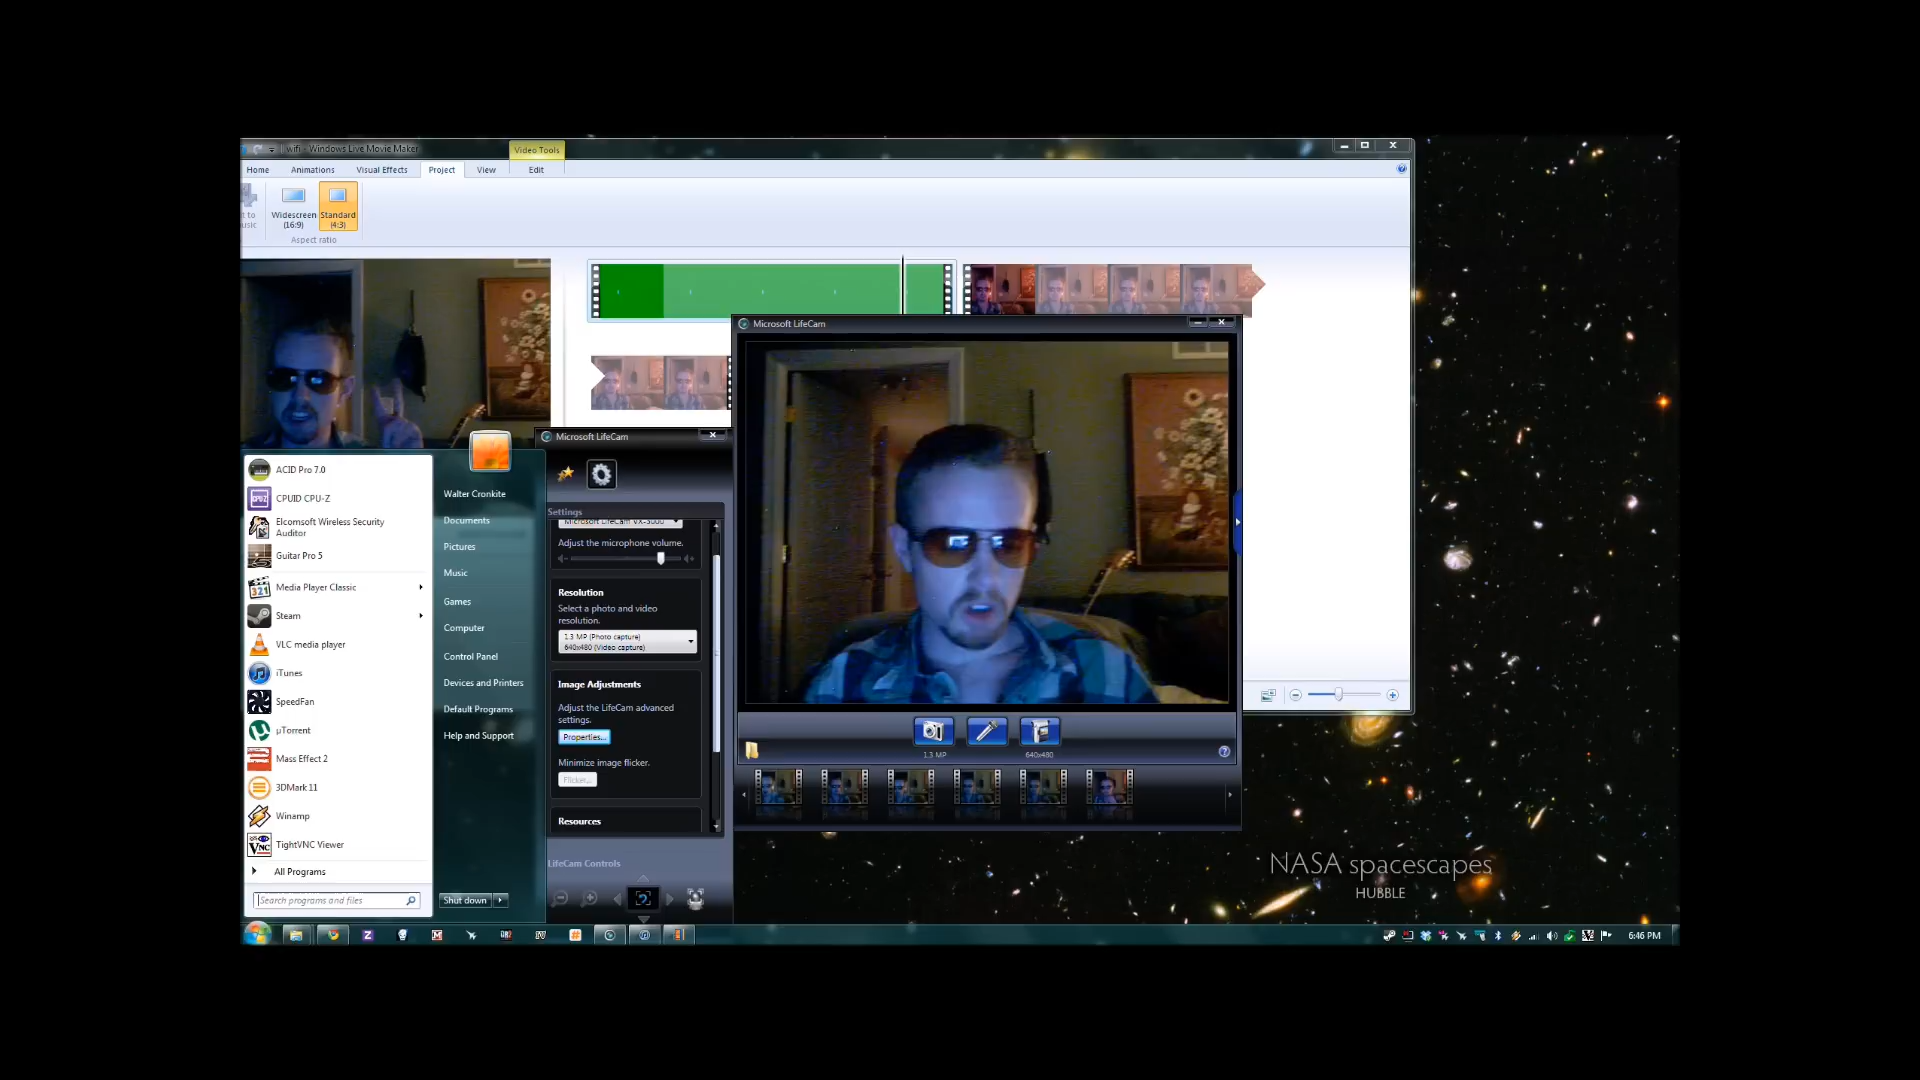 wifi - Windows Live Movie Maker
Video Tools
Home
Animations
Visual Effects
Project
View
Edit
Widescreen
(16:9)
Standard
(4:3)
Aspect ratio
Microsoft LifeCam
Microsoft LifeCam
Settings
Microsoft LifeCam VX-3000
Adjust the microphone volume.
Resolution
Select a photo and video
resolution.
1.3 MP (Photo capture)
640x480 (Video capture)
Image Adjustments
Adjust the LifeCam advanced
settings.
Properties...
Minimize image flicker.
Flicker...
Resources
LifeCam Controls
1.3 MP
640x480
ACID Pro 7.0
CPUID CPU-Z
Elcomsoft Wireless Security
Auditor
Guitar Pro 5
Media Player Classic
Steam
VLC media player
iTunes
SpeedFan
µTorrent
Mass Effect 2
3DMark 11
Winamp
TightVNC Viewer
All Programs
Search programs and files
Walter Cronkite
Documents
Pictures
Music
Games
Computer
Control Panel
Devices and Printers
Default Programs
Help and Support
Shut down
NASA spacescapes
HUBBLE
6:46 PM